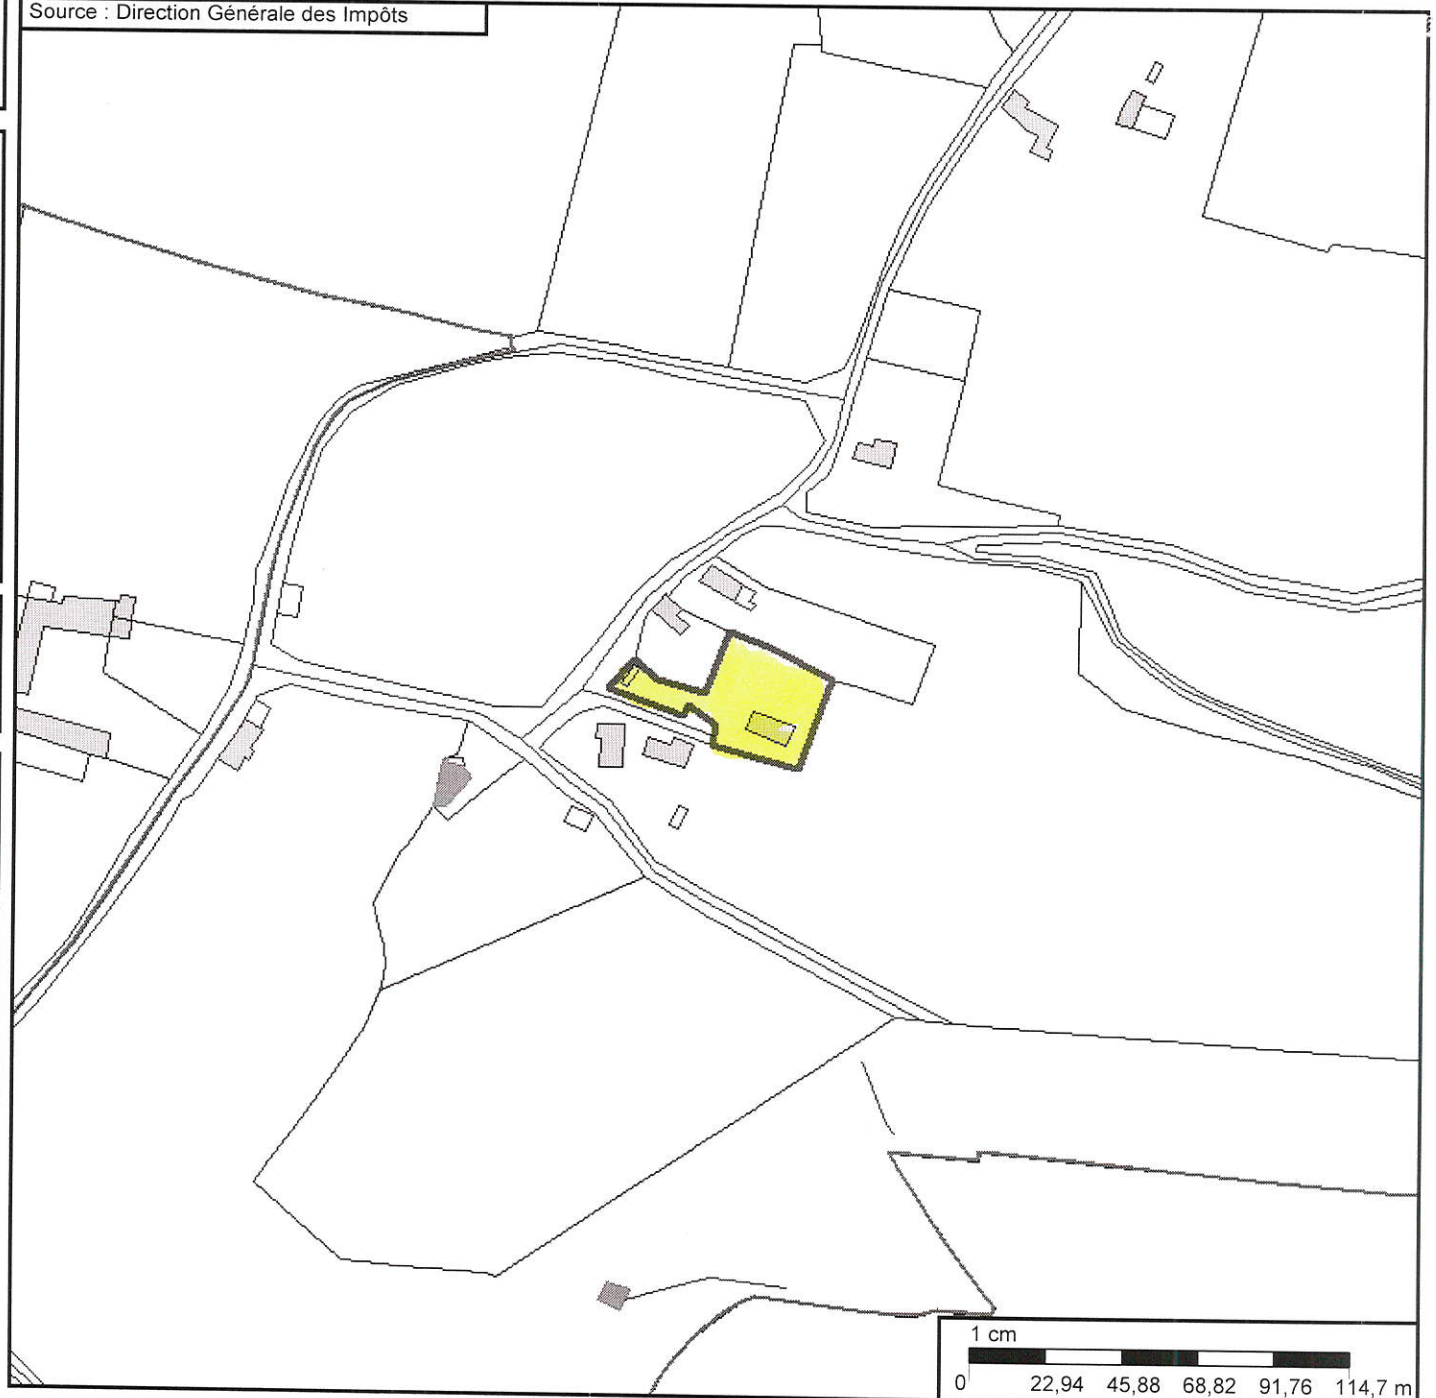 Source : Direction Générale des Impôts
1 cm
0 22,94 45,88 68,82 91,76 114,7 m